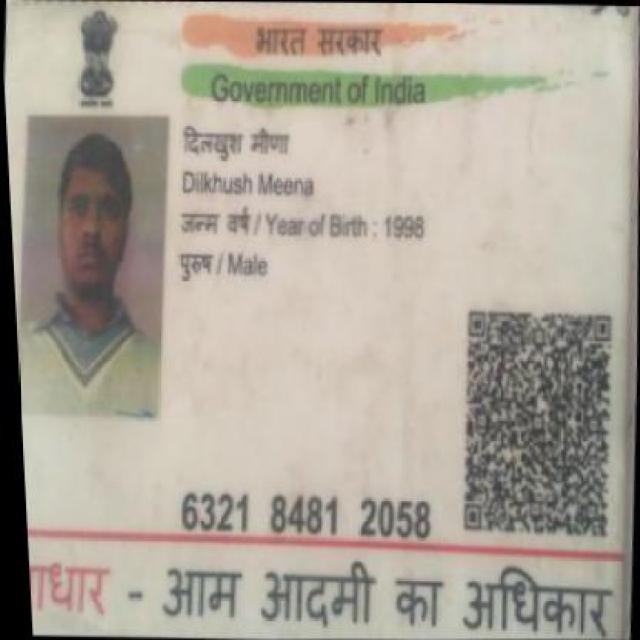 भारत सरकार
Government of India
दिलखुश मीणा
Dilkhush Meena
जन्म वर्ष / Year of Birth : 1998
पुरुष / Male
6321 8481 2058
आधार - आम आदमी का अधिकार